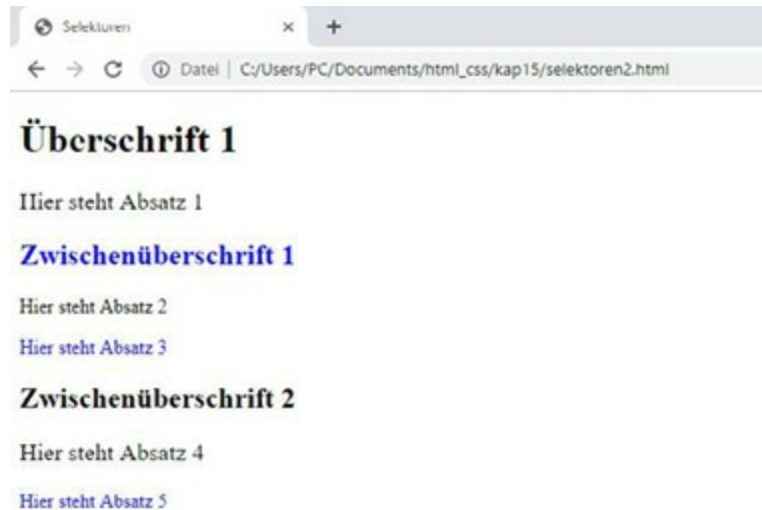 Selekturen
Datei | C:/Users/PC/Documents/html_css/kap15/selektoren2.html
Überschrift 1
Hier steht Absatz 1
Zwischenüberschrift 1
Hier steht Absatz 2
Hier steht Absatz 3
Zwischenüberschrift 2
Hier steht Absatz 4
Hier steht Absatz 5